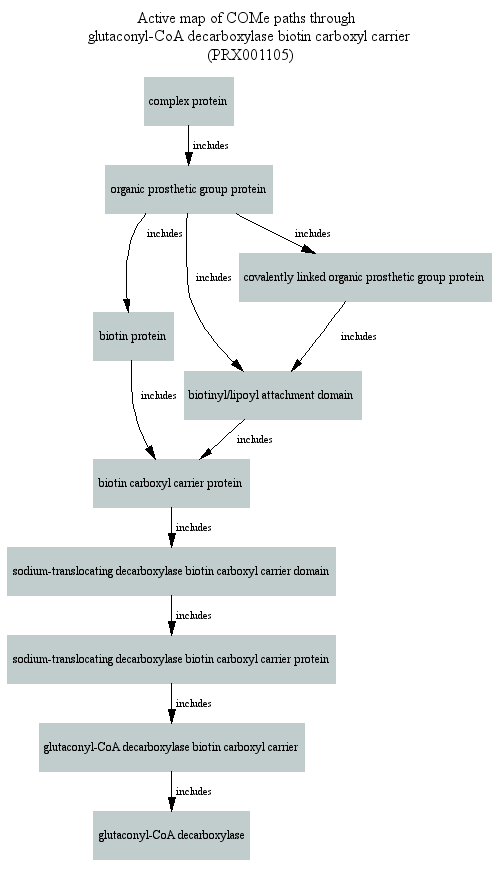 Active map of COMe paths through
glutaconyl-CoA decarboxylase biotin carboxyl carrier
(PRX001105)
complex protein
includes
organic prosthetic group protein
includes
includes
includes
covalently linked organic prosthetic group protein
biotin protein
includes
includes
biotinyl/lipoyl attachment domain
includes
biotin carboxyl carrier protein
includes
sodium-translocating decarboxylase biotin carboxyl carrier domain
includes
sodium-translocating decarboxylase biotin carboxyl carrier protein
includes
glutaconyl-CoA decarboxylase biotin carboxyl carrier
includes
glutaconyl-CoA decarboxylase